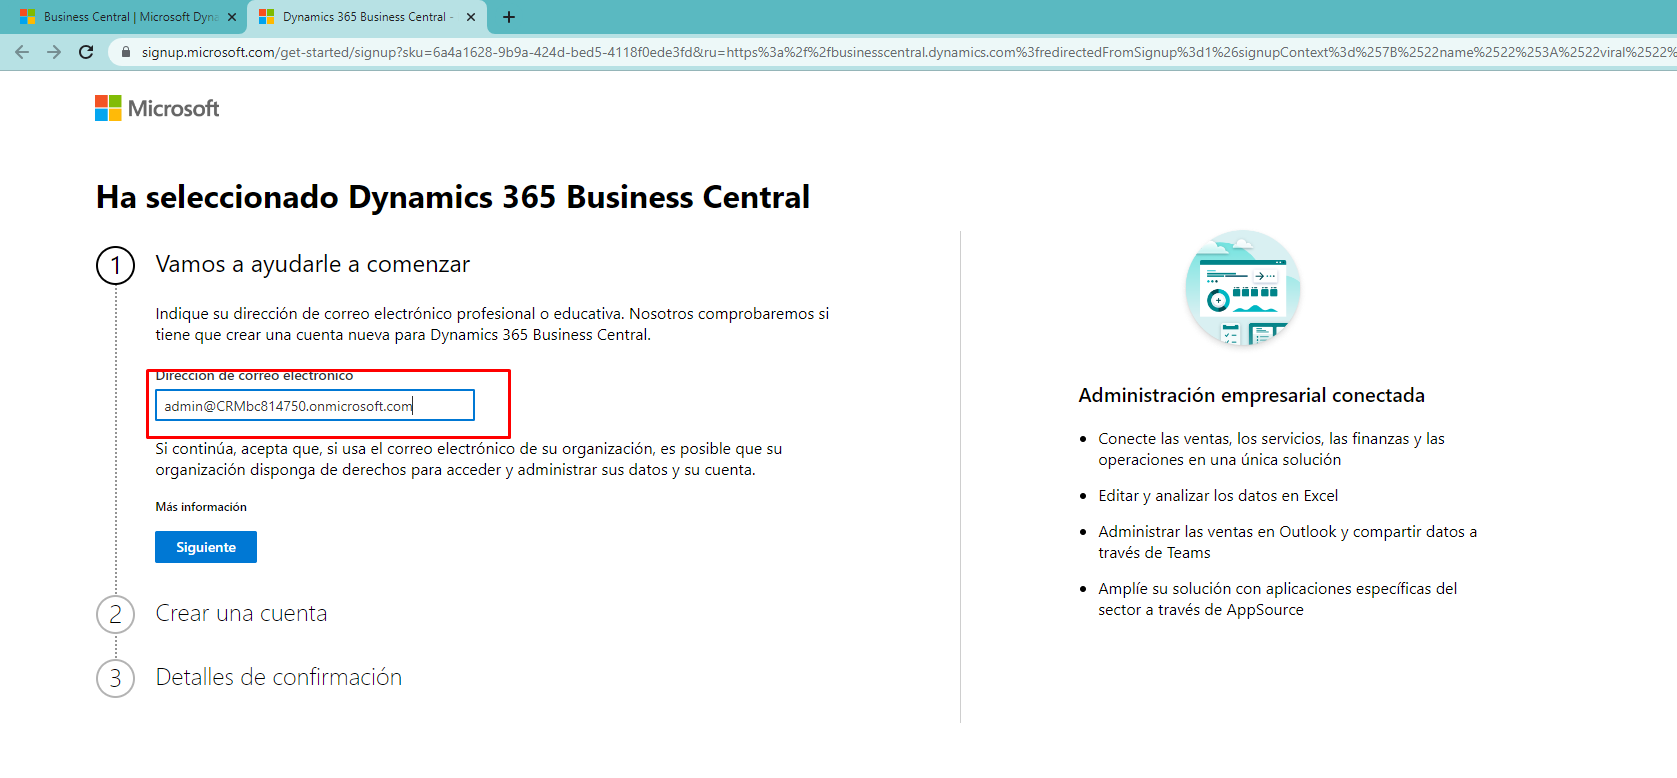 Business Central | Microsoft Dyna
Dynamics 365 Business Central -
signup.microsoft.com/get-started/signup?sku=6a4a1628-9b9a-424d-bed5-4118f0ede3fd&ru=https%3a%2f%2fbusinesscentral.dynamics.com%3fredirectedFromSignup%3d1%26signupContext%3d%257B%2522name%2522%253A%2522viral%2522%
Microsoft
Ha seleccionado Dynamics 365 Business Central
1
Vamos a ayudarle a comenzar
Indique su dirección de correo electrónico profesional o educativa. Nosotros comprobaremos si
tiene que crear una cuenta nueva para Dynamics 365 Business Central.
Dirección de correo electrónico
admin@CRMbc814750.onmicrosoft.com
Si continúa, acepta que, si usa el correo electrónico de su organización, es posible que su
organización disponga de derechos para acceder y administrar sus datos y su cuenta.
Más información
Siguiente
2
Crear una cuenta
3
Detalles de confirmación
Administración empresarial conectada
• Conecte las ventas, los servicios, las finanzas y las
operaciones en una única solución
• Editar y analizar los datos en Excel
• Administrar las ventas en Outlook y compartir datos a
través de Teams
• Amplíe su solución con aplicaciones específicas del
sector a través de AppSource